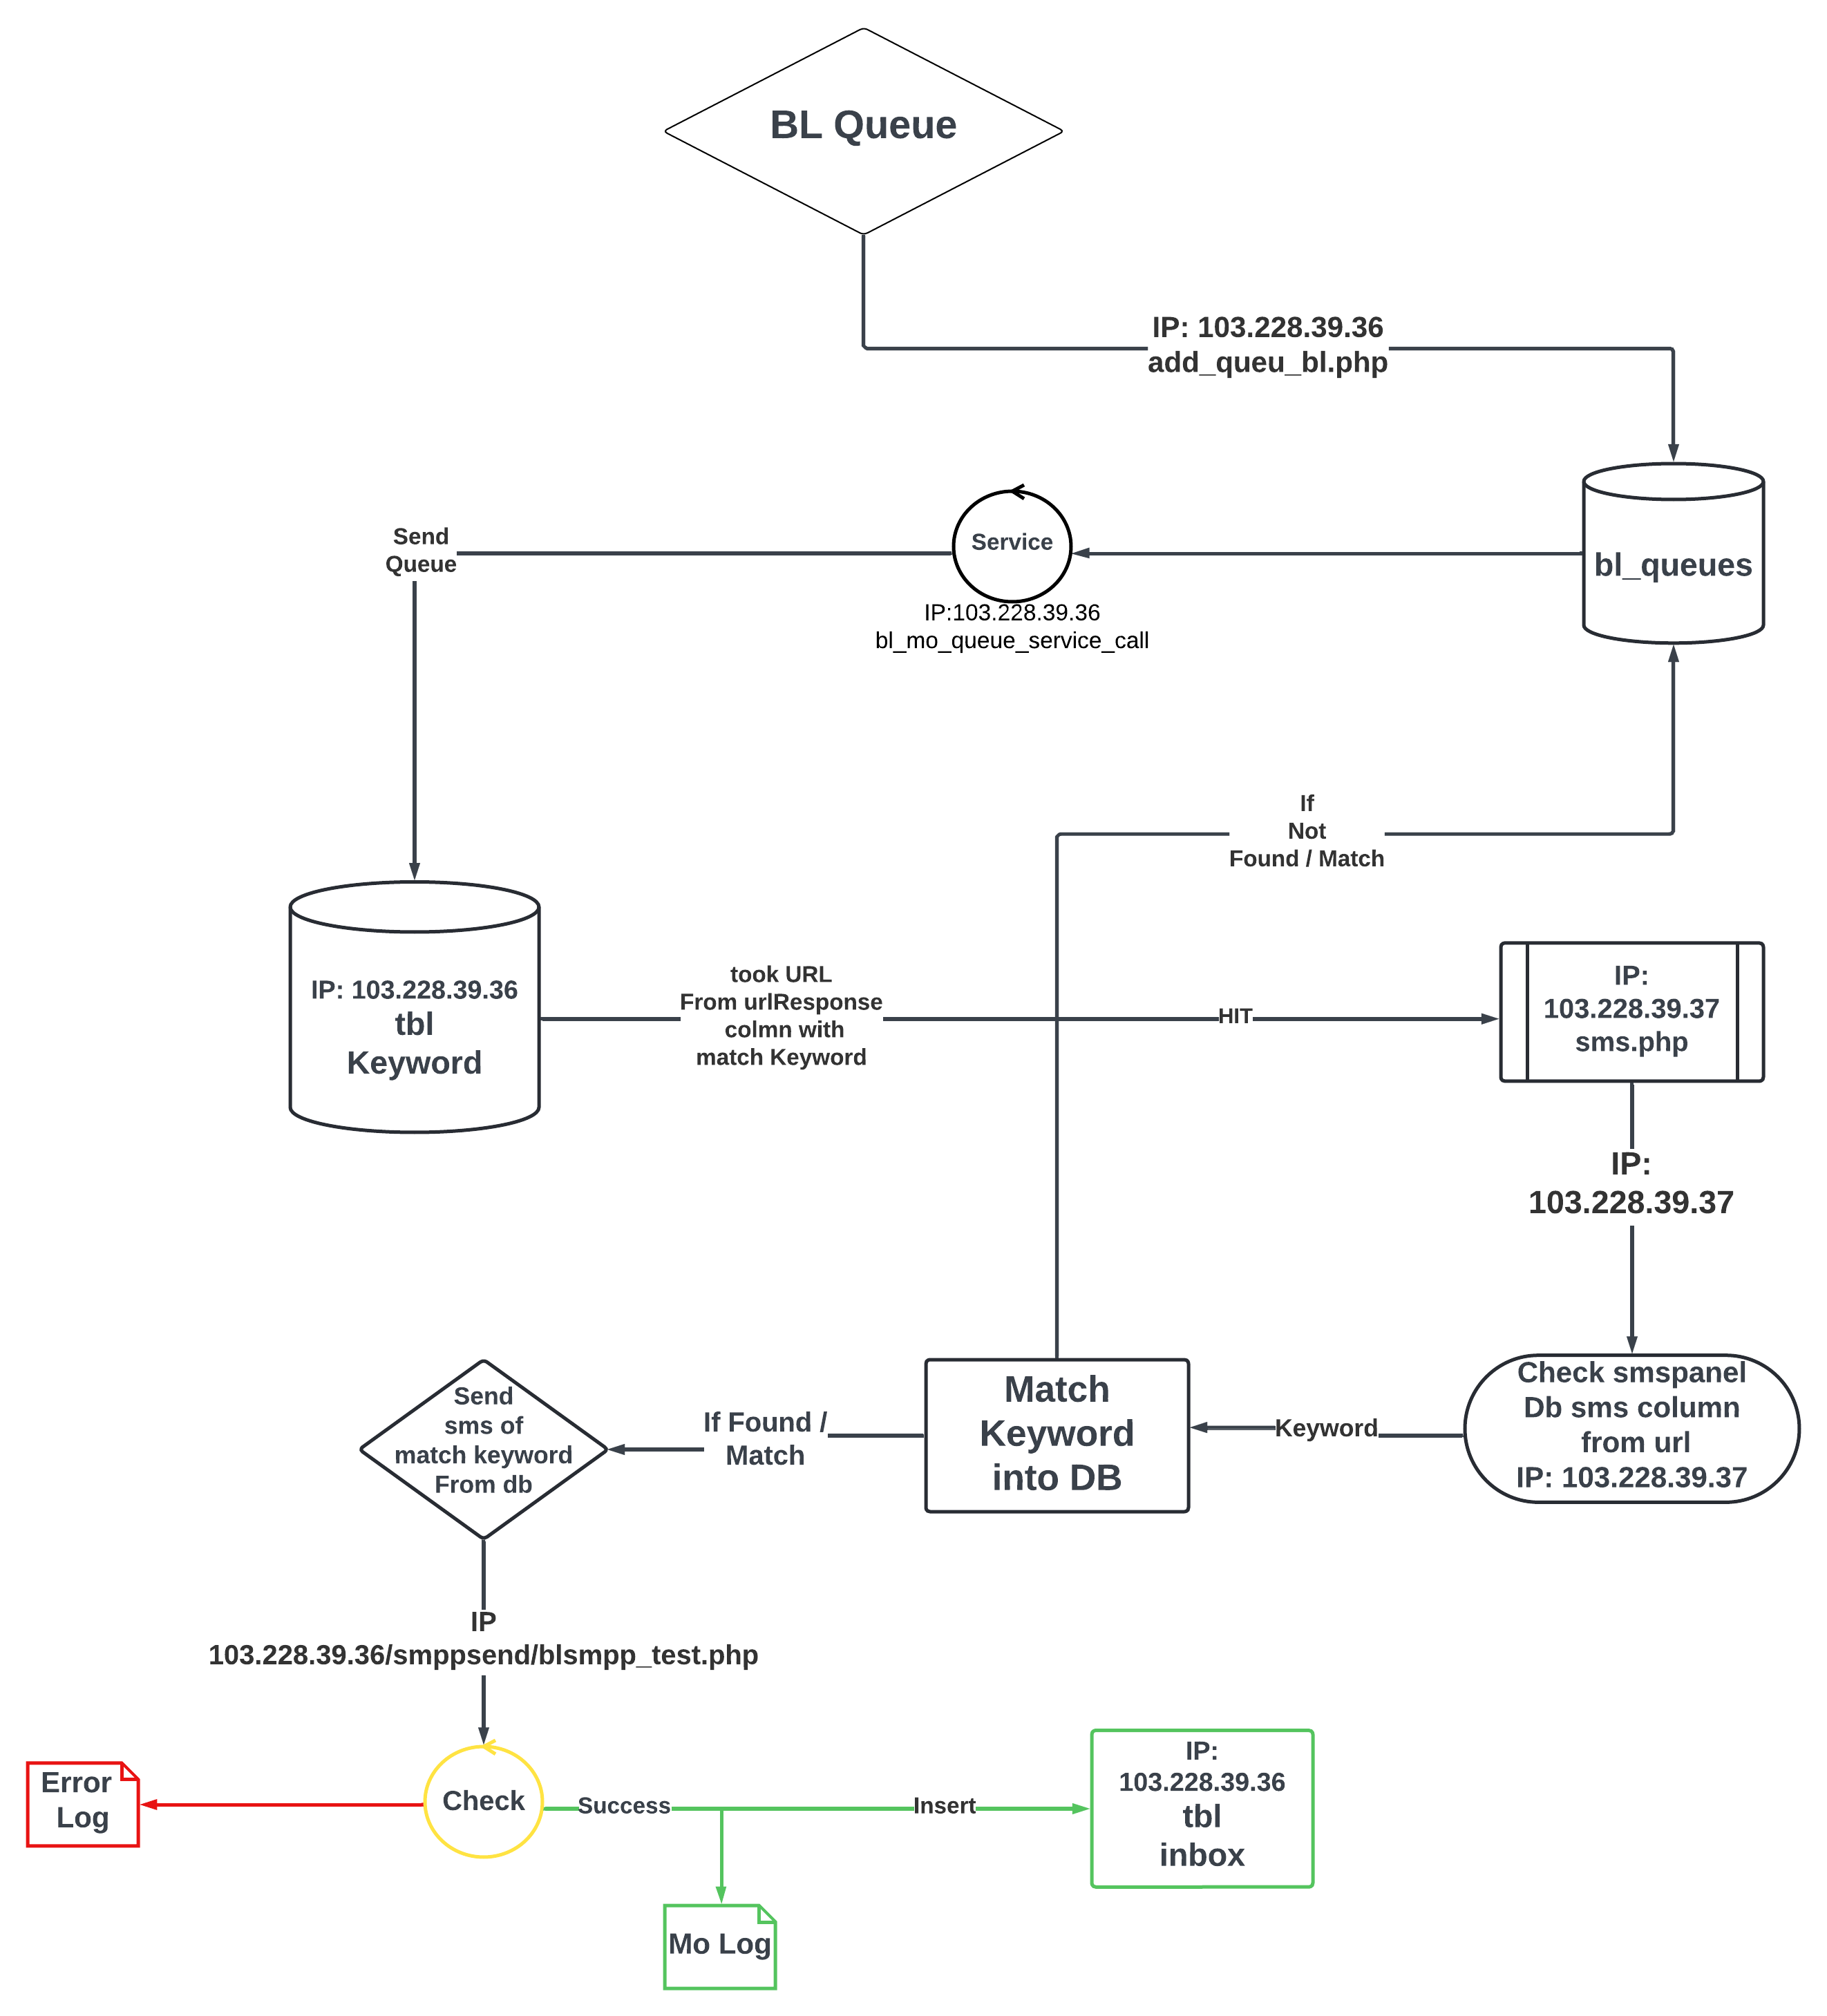 BL Queue
IP: 103.228.39.36
add_queu_bl.php
bl_queues
Service
IP:103.228.39.36
bl_mo_queue_service_call
Send
Queue
If
Not
Found / Match
IP: 103.228.39.36
tbl
Keyword
took URL
From urlResponse
colmn with
match Keyword
HIT
IP:
103.228.39.37
sms.php
IP:
103.228.39.37
Check smspanel
Db sms column
from url
IP: 103.228.39.37
Keyword
Match
Keyword
into DB
If Found /
Match
Send
sms of
match keyword
From db
IP
103.228.39.36/smppsend/blsmpp_test.php
Check
Error
Log
Success
Insert
IP:
103.228.39.36
tbl
inbox
Mo Log